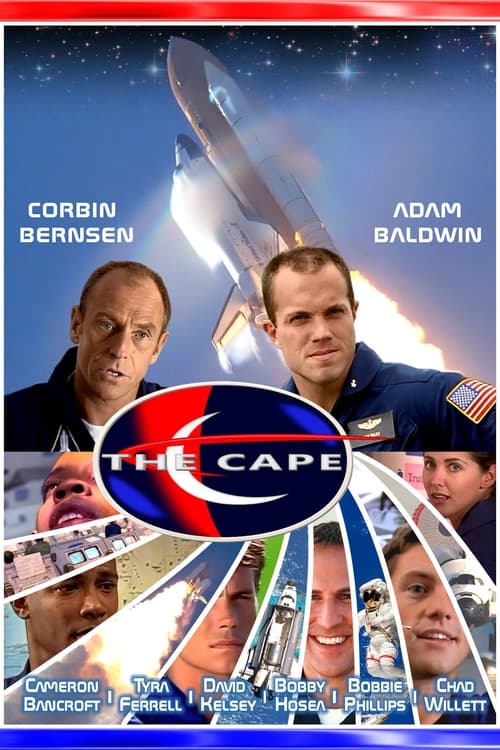 CORBIN
BERNSEN
ADAM
BALDWIN
THE CAPE
CAMERON
BANCROFT
TYRA
FERRELL
DAVID
KELSEY
BOBBY
HOSEA
BOBBIE
PHILLIPS
CHAD
WILLETT